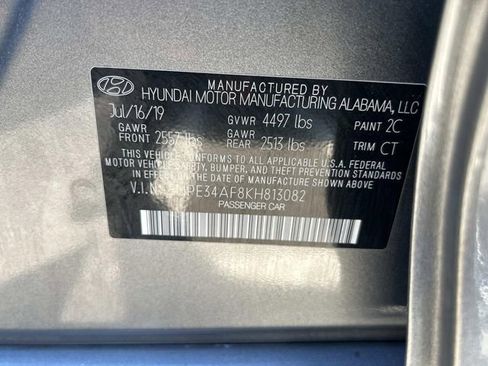 MANUFACTURED BY
HYUNDAI MOTOR MANUFACTURING ALABAMA, LLC
Jul/16/19 GVWR 4497 lbs PAINT 2C
GAWR GAWR
FRONT 2557 lbs REAR 2513 lbs TRIM CT
THIS VEHICLE CONFORMS TO ALL APPLICABLE U.S.A. FEDERAL
MOTOR VEHICLE SAFETY, BUMPER, AND THEFT PREVENTION STANDARDS
IN EFFECT ON THE DATE OF MANUFACTURE SHOWN ABOVE.
V.I.N PE34AF8KH813082
PASSENGER CAR